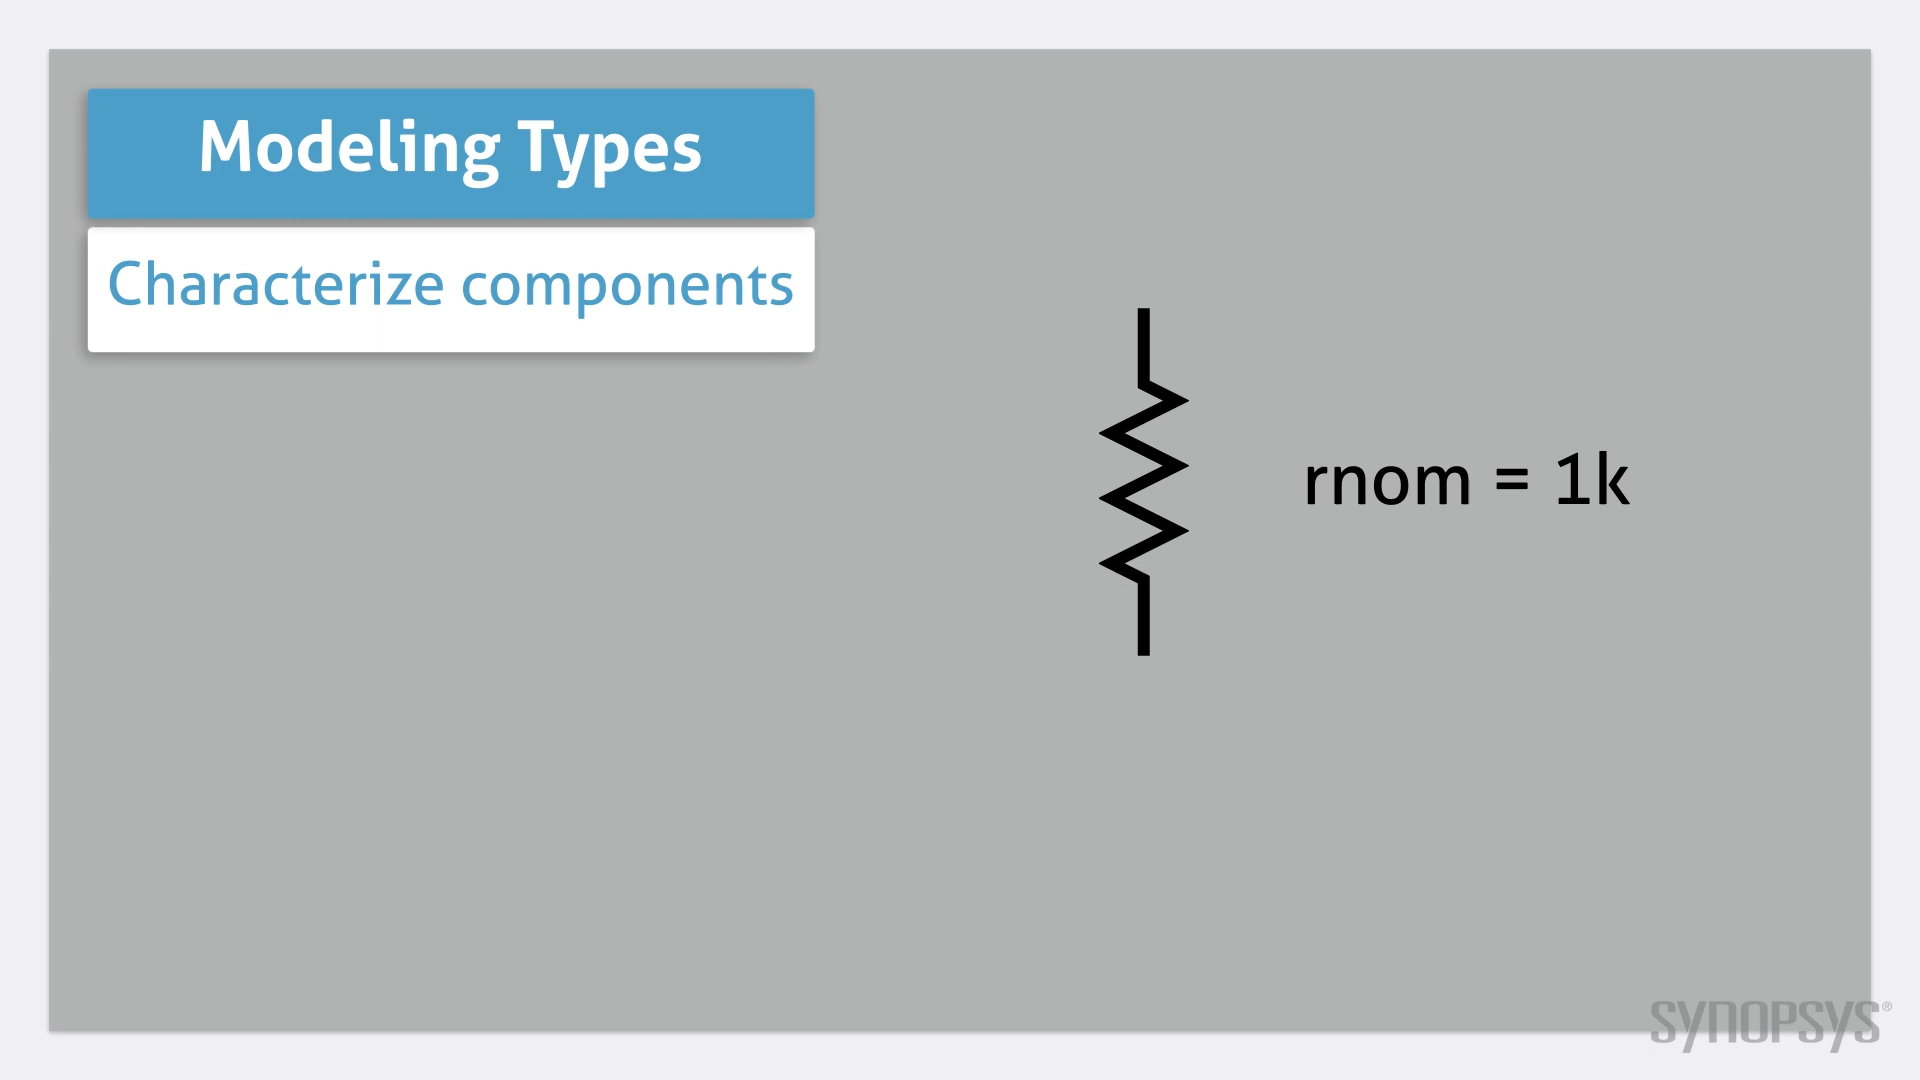 Modeling Types
Characterize components
rnom = 1k
SYNOPSYS®